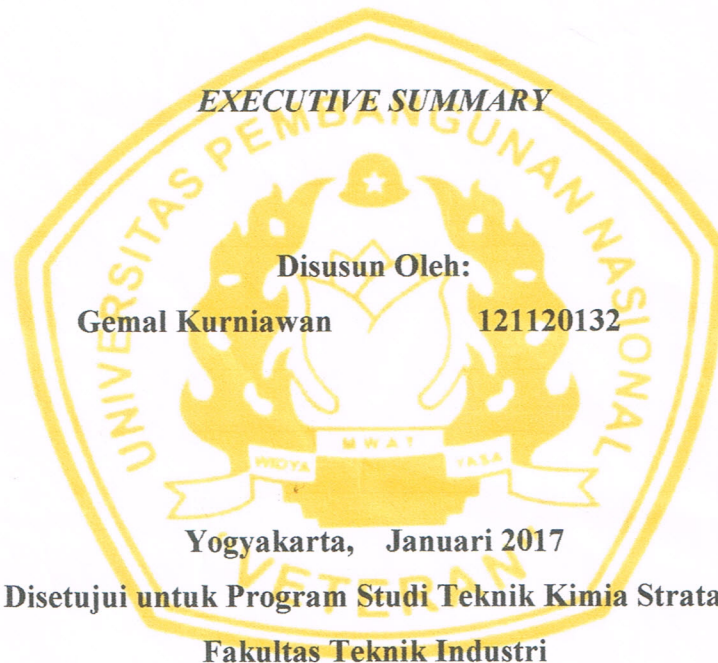 EXECUTIVE SUMMARY
UNIVERSITAS PEMBANGUNAN NASIONAL
Disusun Oleh:
Gemal Kurniawan 121120132
WIDYA MWAT YASA
Yogyakarta, Januari 2017
VETERAN
Disetujui untuk Program Studi Teknik Kimia Strata
Fakultas Teknik Industri